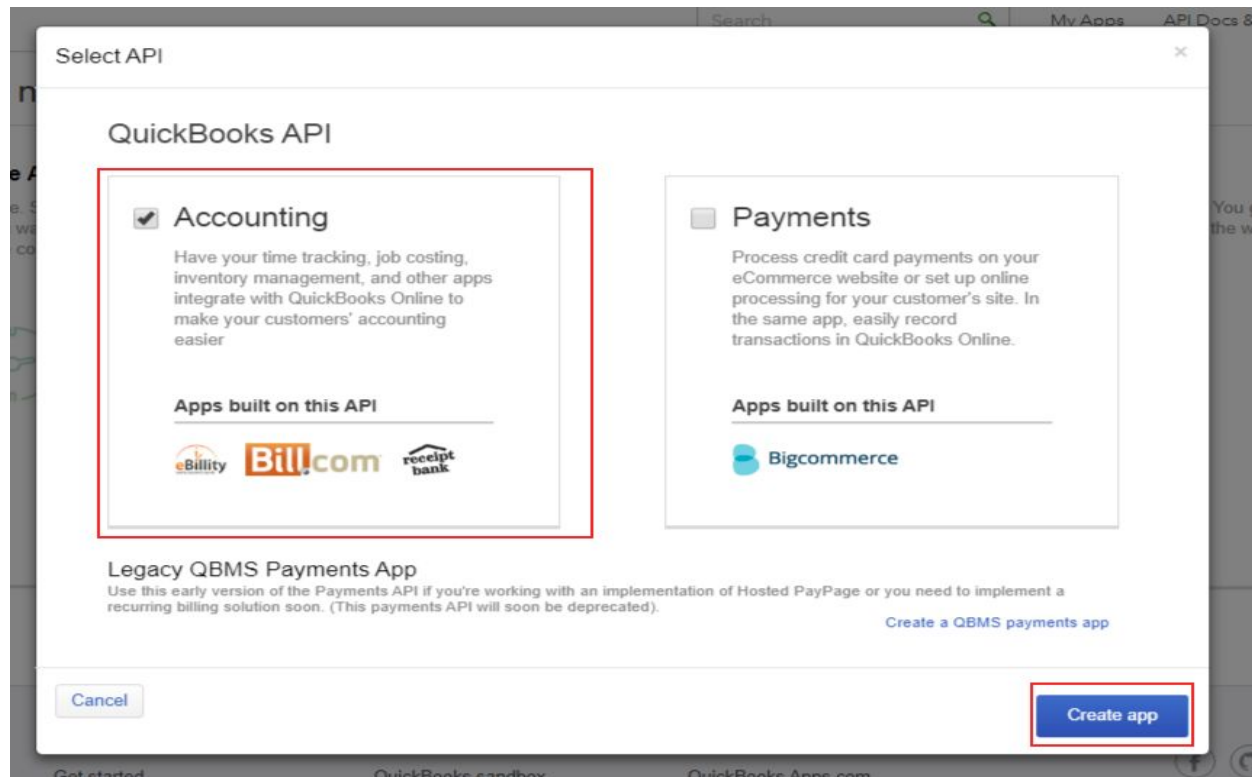 Search
My Apps API Docs &
Select API
×
n
QuickBooks API
e A
Accounting
Have your time tracking, job costing,
inventory management, and other apps
integrate with QuickBooks Online to
make your customers' accounting
easier
Apps built on this API
eBillity Bill.com receipt bank
Payments
Process credit card payments on your
eCommerce website or set up online
processing for your customer's site. In
the same app, easily record
transactions in QuickBooks Online.
Apps built on this API
Bigcommerce
You
the w
e. S
wa
co
Legacy QBMS Payments App
Use this early version of the Payments API if you're working with an implementation of Hosted PayPage or you need to implement a
recurring billing solution soon. (This payments API will soon be deprecated).
Create a QBMS payments app
Cancel
Create app
Get started QuickBooks sandbox QuickBooks Apps.com